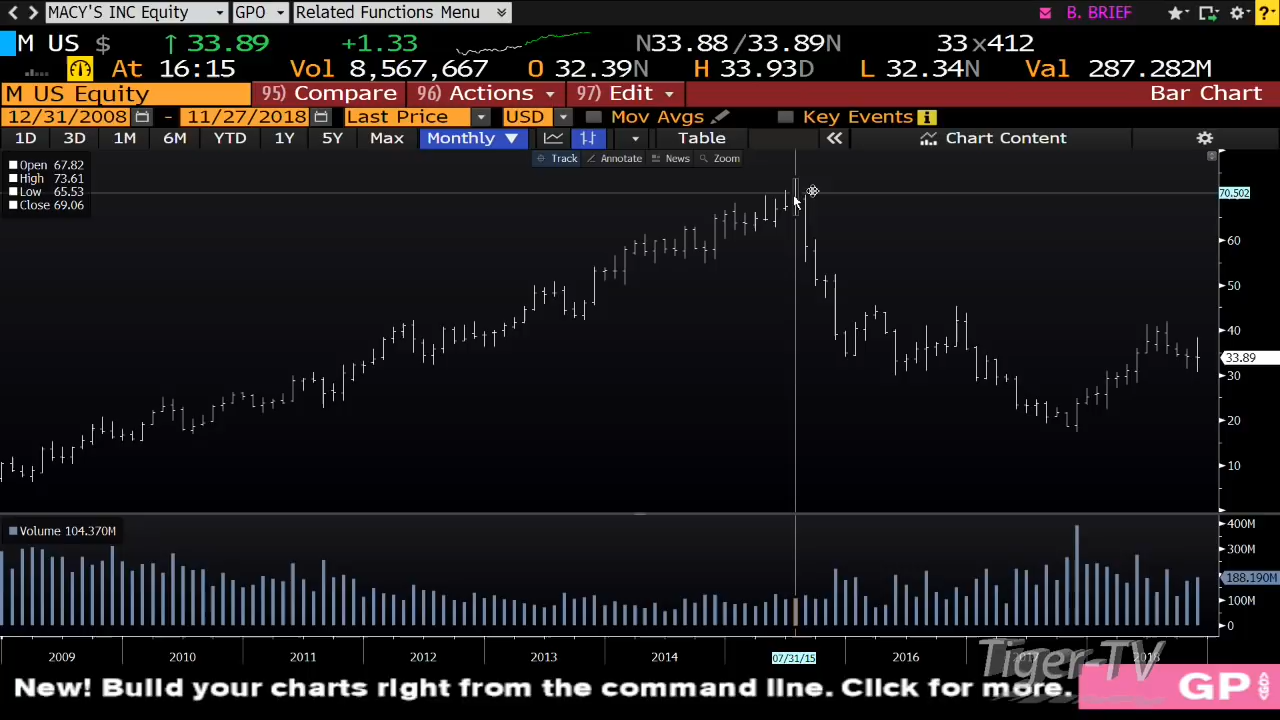 MACY'S INC Equity GPO Related Functions Menu B. BRIEF ?
M US $ ↑ 33.89 +1.33 N33.88/33.89N 33×412
At 16:15 Vol 8,567,667 O 32.39N H 33.93D L 32.34N Val 287.282M
M US Equity 95) Compare 96) Actions 97) Edit Bar Chart
12/31/2008 - 11/27/2018 Last Price USD Mov Avgs Key Events i
1D 3D 1M 6M YTD 1Y 5Y Max Monthly ▼ Table « Chart Content
Track Annotate News Zoom
Open 67.82
High 73.61
Low 65.53
Close 69.06
70.502
60
50
40
33.89
30
20
10
Volume 104.370M
400M
300M
188.190M
100M
0
2009 2010 2011 2012 2013 2014 07/31/15 2016 2018
Tiger-TV
New! Build your charts right from the command line. Click for more. GP